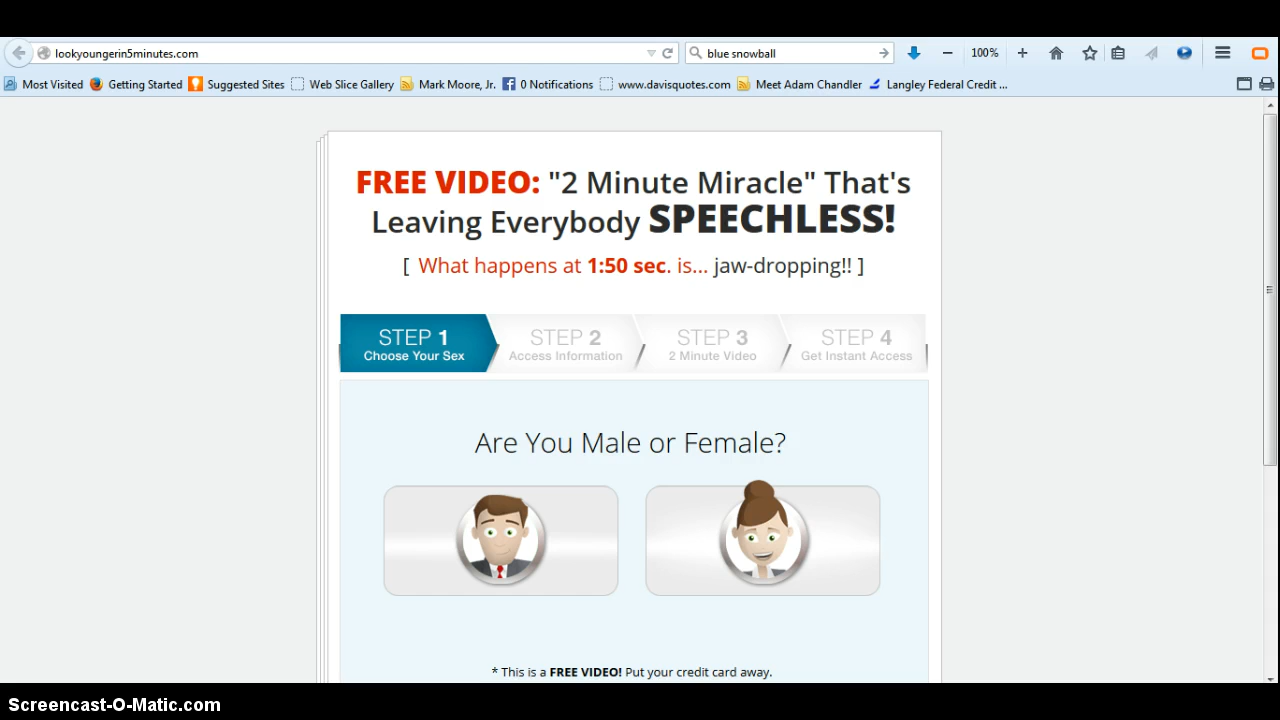 lookyoungerin5minutes.com
blue snowball
100%
Most Visited
Getting Started
Suggested Sites
Web Slice Gallery
Mark Moore, Jr.
0 Notifications
www.davisquotes.com
Meet Adam Chandler
Langley Federal Credit ...
FREE VIDEO: "2 Minute Miracle" That's
Leaving Everybody SPEECHLESS!
[ What happens at 1:50 sec. is... jaw-dropping!! ]
STEP 1
Choose Your Sex
STEP 2
Access Information
STEP 3
2 Minute Video
STEP 4
Get Instant Access
Are You Male or Female?
* This is a FREE VIDEO! Put your credit card away.
Screencast-O-Matic.com